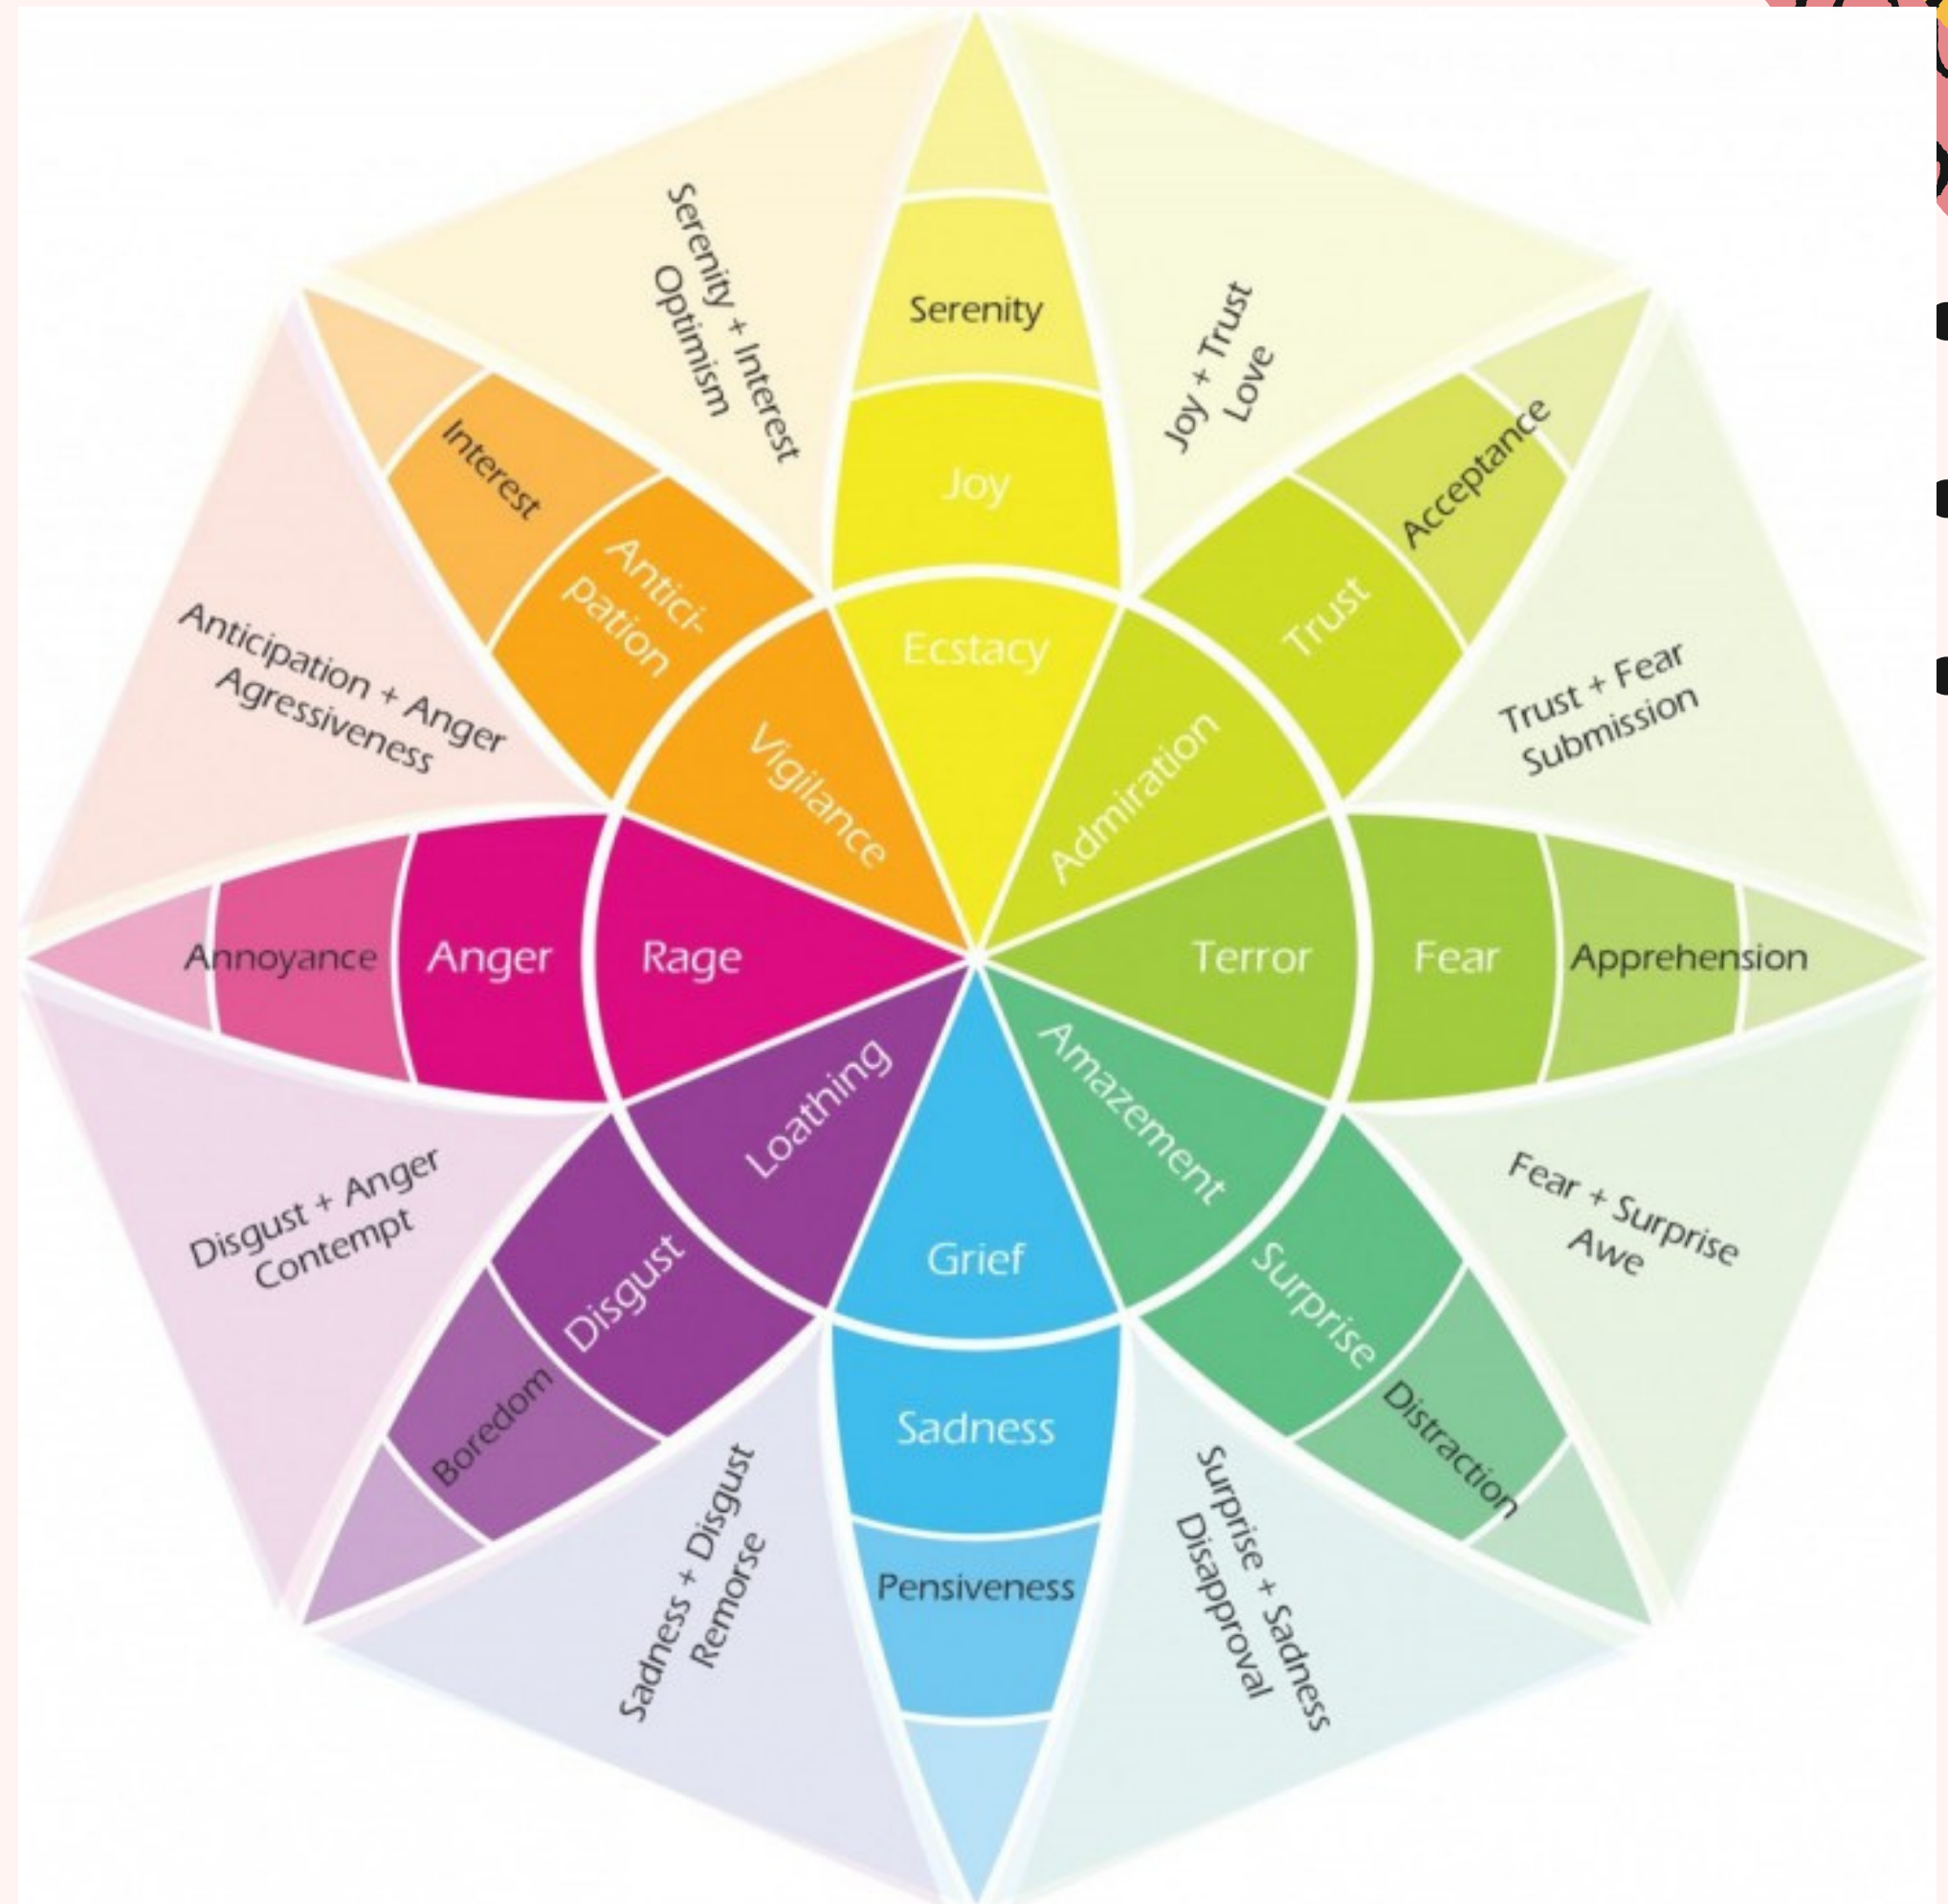 Serenity + Interest
Optimism
Serenity
Joy + Trust
Love
Joy
Interest
Antici-
pation
Acceptance
Trust
Ecstacy
Anticipation + Anger
Agressiveness
Vigilance
Admiration
Trust + Fear
Submission
Annoyance
Anger
Rage
Terror
Fear
Apprehension
Loathing
Amazement
Disgust + Anger
Contempt
Fear + Surprise
Awe
Grief
Disgust
Surprise
Boredom
Sadness
Distraction
Sadness + Disgust
Remorse
Pensiveness
Surprise + Sadness
Disapproval